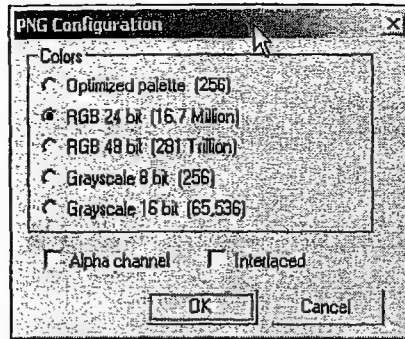 PNG Configuration
Colors
Optimized palette (256)
RGB 24 bit (16.7 Million)
RGB 48 bit (281 Trillion)
Grayscale 8 bit (256)
Grayscale 16 bit (65,536)
Alpha channel Interlaced
OK Cancel